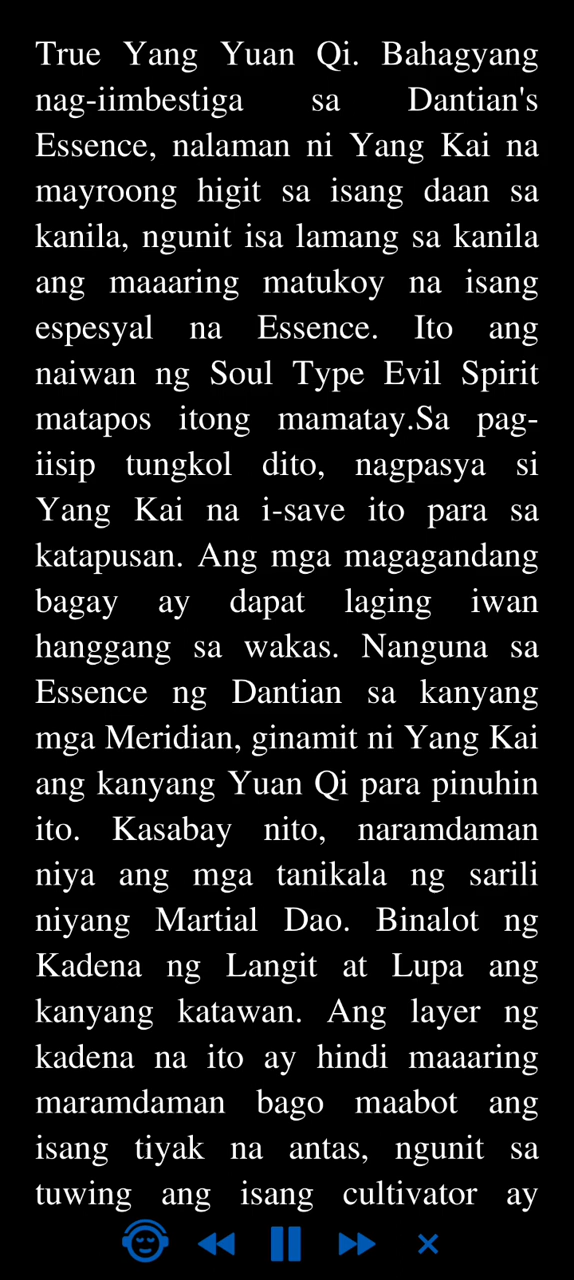 True Yang Yuan Qi. Bahagyang
nag-iimbestiga sa Dantian's
Essence, nalaman ni Yang Kai na
mayroong higit sa isang daan sa
kanila, ngunit isa lamang sa kanila
ang maaaring matukoy na isang
espesyal na Essence. Ito ang
naiwan ng Soul Type Evil Spirit
matapos itong mamatay.Sa pag-
iisip tungkol dito, nagpasya si
Yang Kai na i-save ito para sa
katapusan. Ang mga magagandang
bagay ay dapat laging iwan
hanggang sa wakas. Nanguna sa
Essence ng Dantian sa kanyang
mga Meridian, ginamit ni Yang Kai
ang kanyang Yuan Qi para pinuhin
ito. Kasabay nito, naramdaman
niya ang mga tanikala ng sarili
niyang Martial Dao. Binalot ng
Kadena ng Langit at Lupa ang
kanyang katawan. Ang layer ng
kadena na ito ay hindi maaaring
maramdaman bago maabot ang
isang tiyak na antas, ngunit sa
tuwing ang isang cultivator ay